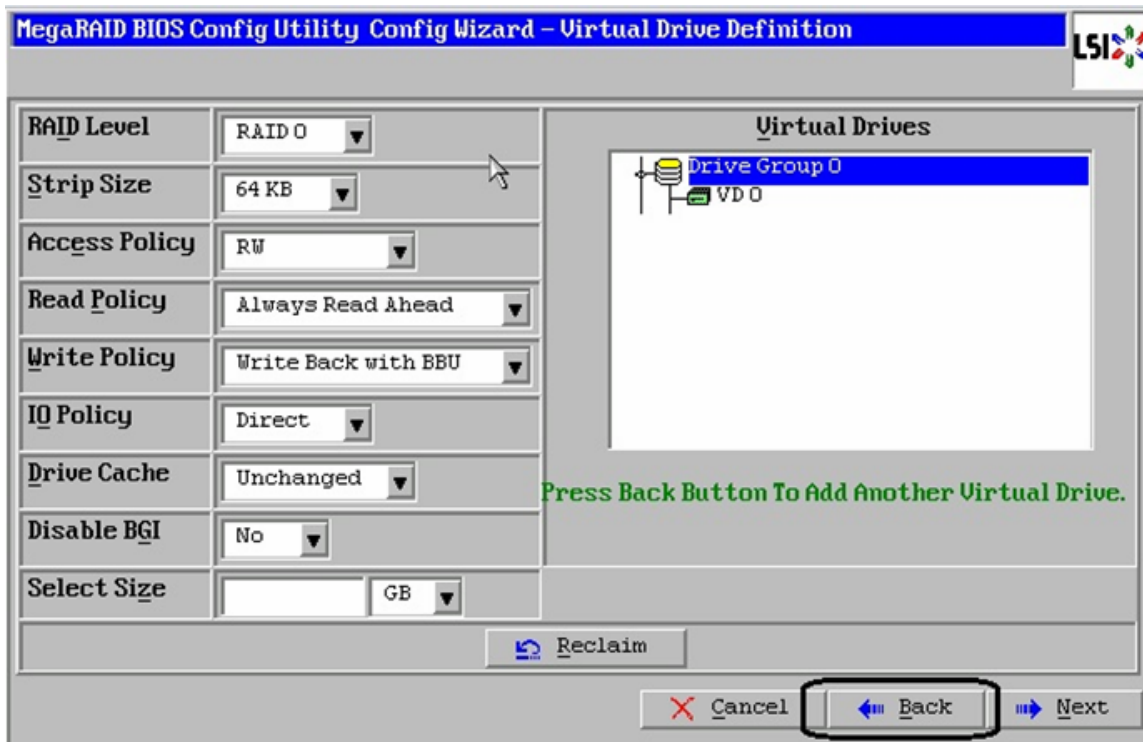 MegaRAID BIOS Config Utility Config Wizard – Virtual Drive Definition
LSI
RAID Level
RAID 0
Strip Size
64 KB
Access Policy
RW
Read Policy
Always Read Ahead
Write Policy
Write Back with BBU
IO Policy
Direct
Drive Cache
Unchanged
Disable BGI
No
Select Size
GB
Virtual Drives
Drive Group 0
VD 0
Press Back Button To Add Another Virtual Drive.
Reclaim
Cancel
Back
Next